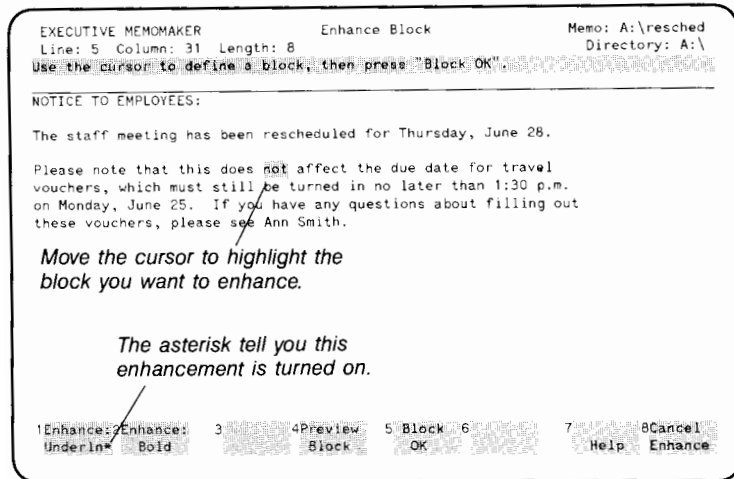 EXECUTIVE MEMOMAKER Enhance Block Memo: A:\resched
Line: 5 Column: 31 Length: 8 Directory: A:\
Use the cursor to define a block, then press "Block OK".
NOTICE TO EMPLOYEES:
The staff meeting has been rescheduled for Thursday, June 28.
Please note that this does not affect the due date for travel
vouchers, which must still be turned in no later than 1:30 p.m.
on Monday, June 25. If you have any questions about filling out
these vouchers, please see Ann Smith.
Move the cursor to highlight the
block you want to enhance.
The asterisk tell you this
enhancement is turned on.
1Enhance: 2Enhance: 3 4Preview 5 Block 6 7 8Cancel
Underln* Bold Block OK Help Enhance